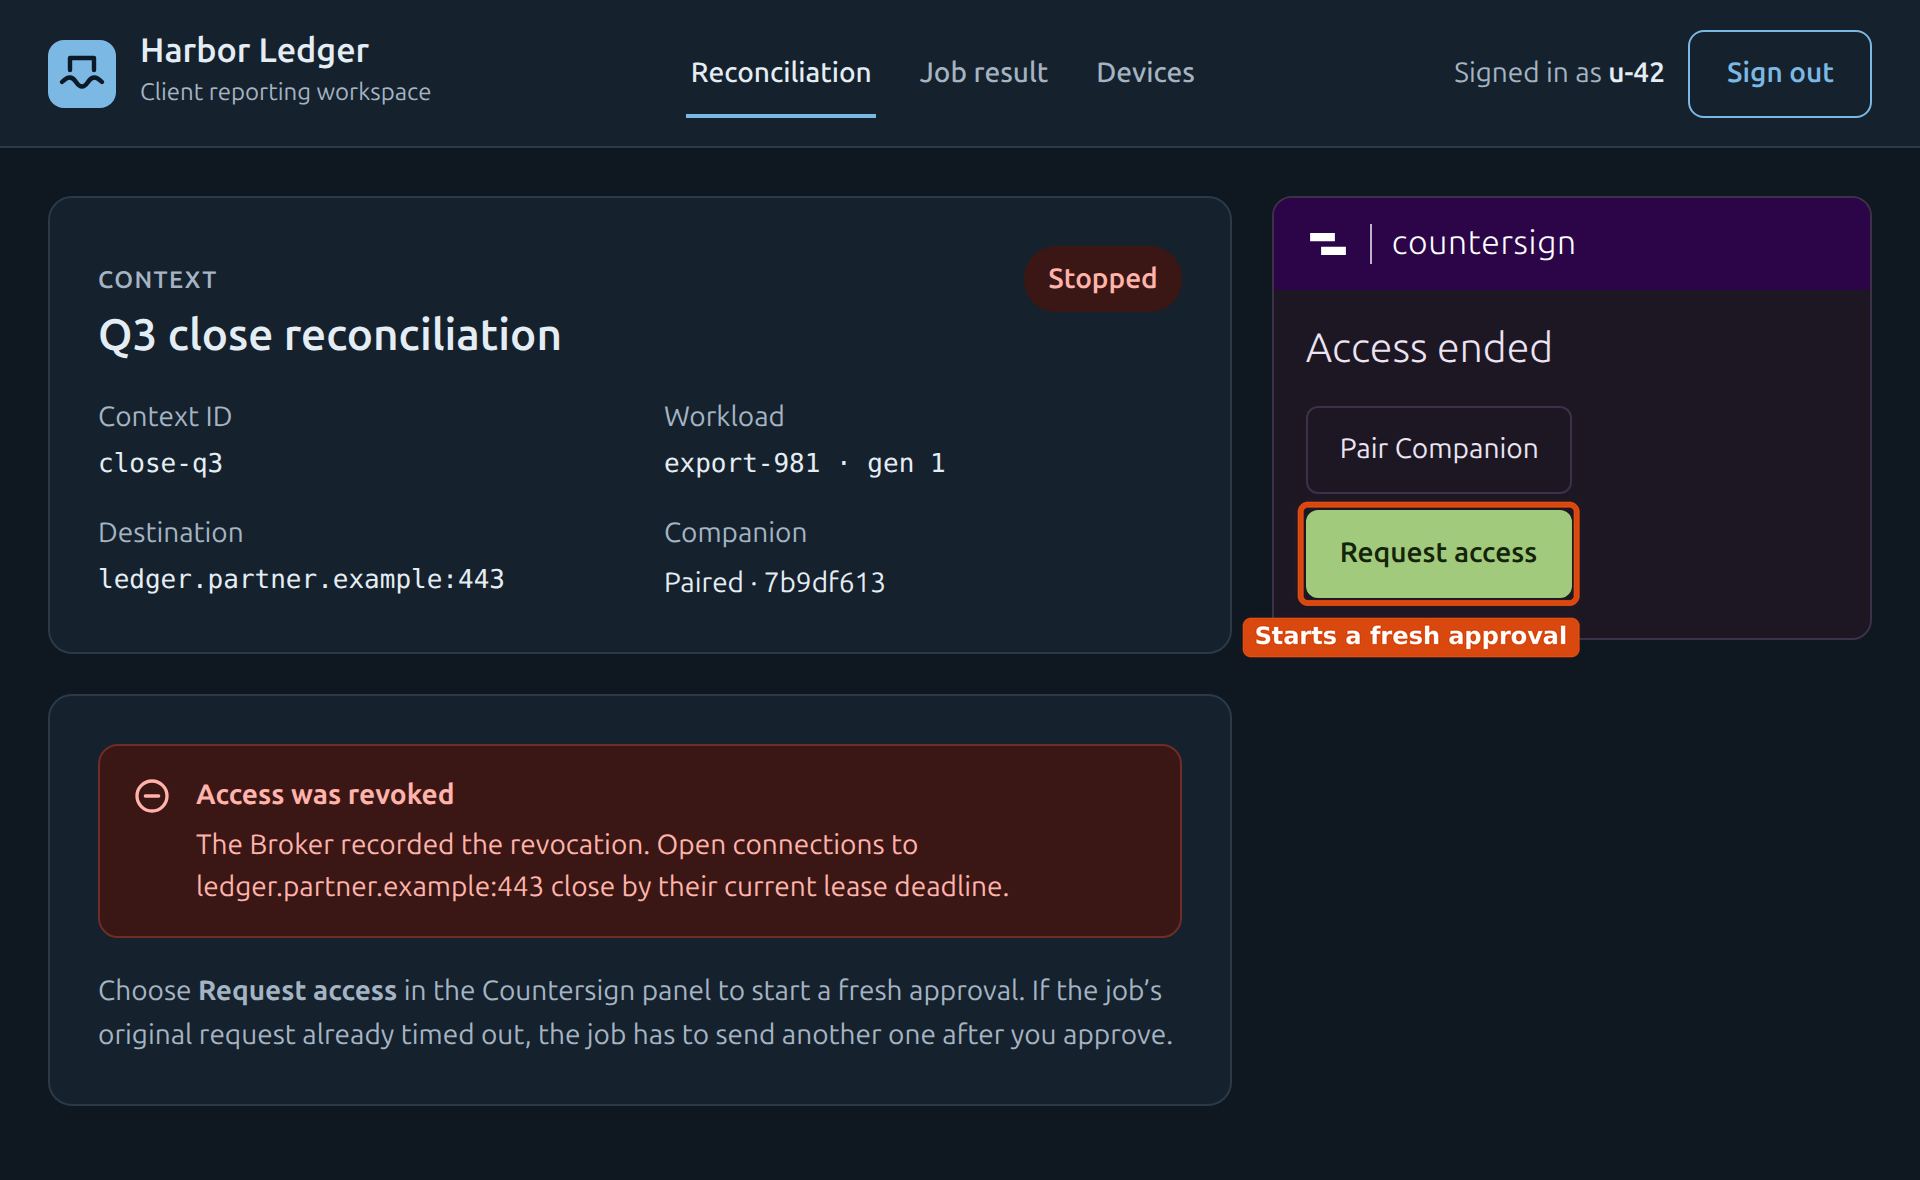 Harbor Ledger
Client reporting workspace
Reconciliation
Job result
Devices
Signed in as u-42
Sign out
CONTEXT
Stopped
Q3 close reconciliation
Context ID
close-q3
Workload
export-981 · gen 1
Destination
ledger.partner.example:443
Companion
Paired · 7b9df613
countersign
Access ended
Pair Companion
Request access
Starts a fresh approval
Access was revoked
The Broker recorded the revocation. Open connections to
ledger.partner.example:443 close by their current lease deadline.
Choose Request access in the Countersign panel to start a fresh approval. If the job’s
original request already timed out, the job has to send another one after you approve.